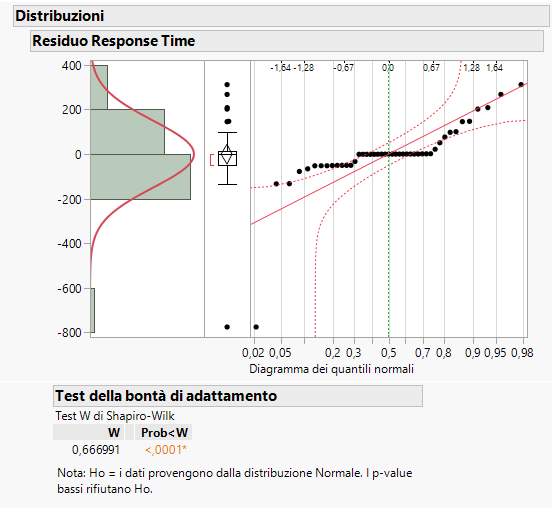 Distribuzioni
Residuo Response Time
400
200
0
-200
-400
-600
-800
-1,64 -1,28 -0,67 0,0 0,67 1,28 1,64
0,02 0,05 0,2 0,3 0,5 0,7 0,8 0,9 0,95 0,98
Diagramma dei quantili normali
Test della bontà di adattamento
Test W di Shapiro-Wilk
W Prob<W
0,666991 <,0001*
Nota: Ho = i dati provengono dalla distribuzione Normale. I p-value
bassi rifiutano Ho.